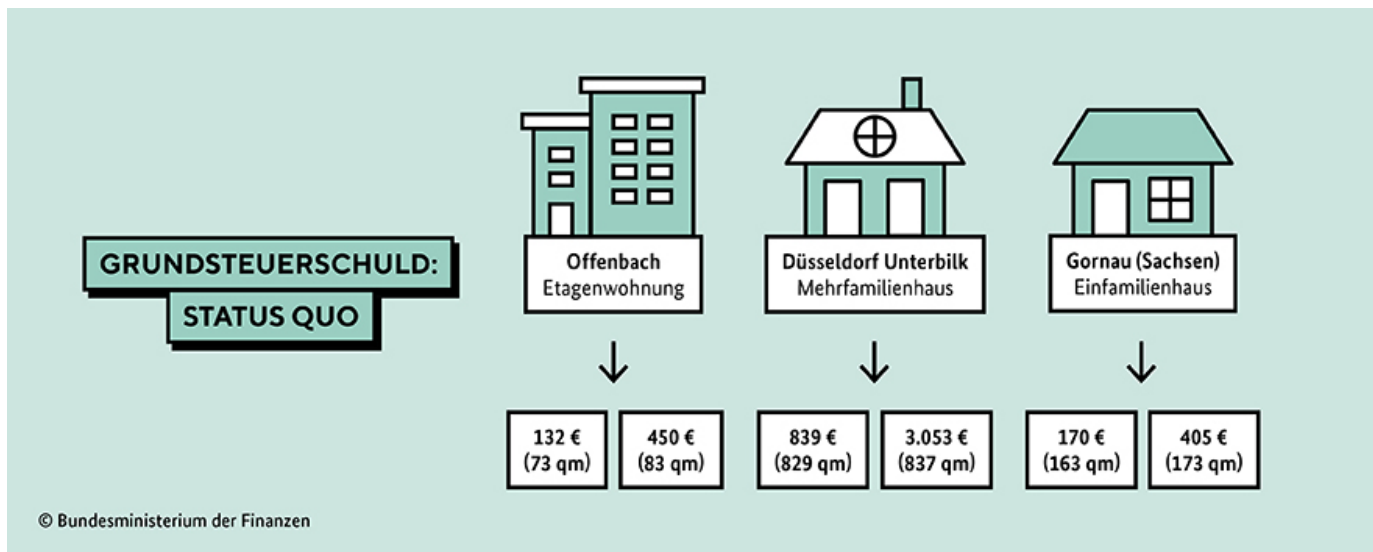 GRUNDSTEUERSCHULD:
STATUS QUO
Offenbach
Etagenwohnung
Düsseldorf Unterbilk
Mehrfamilienhaus
Gornau (Sachsen)
Einfamilienhaus
132 €
(73 qm)
450 €
(83 qm)
839 €
(829 qm)
3.053 €
(837 qm)
170 €
(163 qm)
405 €
(173 qm)
© Bundesministerium der Finanzen